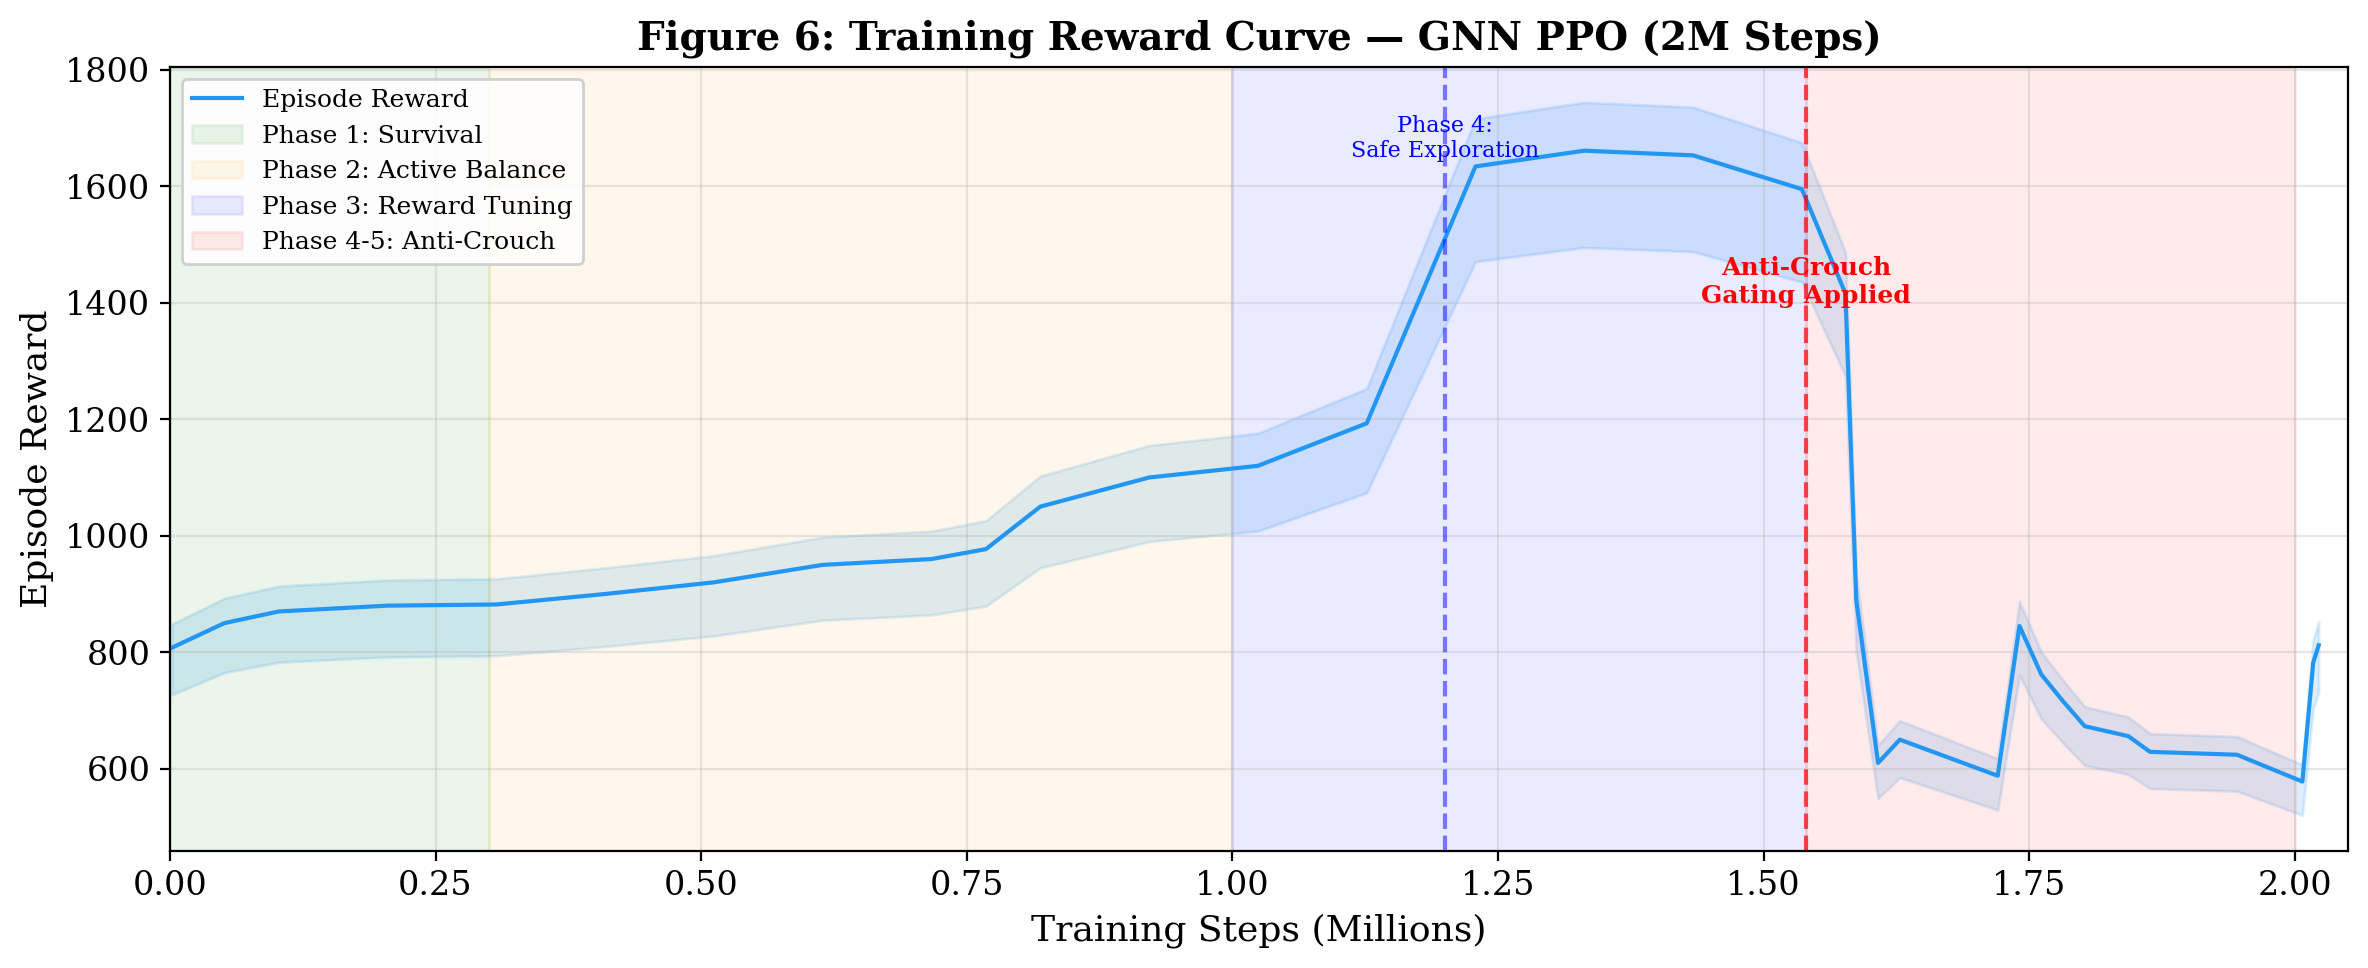 Figure 6: Training Reward Curve — GNN PPO (2M Steps)
Episode Reward
1800
1600
1400
1200
1000
800
600
Episode Reward
Phase 1: Survival
Phase 2: Active Balance
Phase 3: Reward Tuning
Phase 4-5: Anti-Crouch
Phase 4:
Safe Exploration
Anti-Crouch
Gating Applied
0.00 0.25 0.50 0.75 1.00 1.25 1.50 1.75 2.00
Training Steps (Millions)